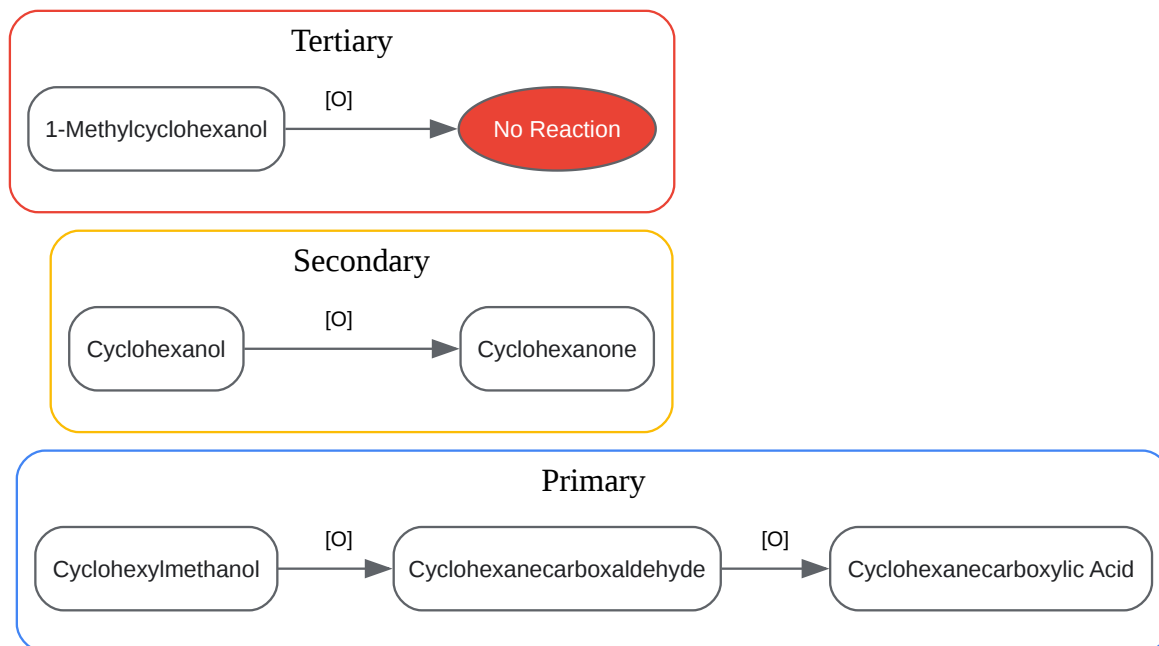 Tertiary
[O]
1-Methylcyclohexanol
No Reaction
Secondary
[O]
Cyclohexanol
Cyclohexanone
Primary
[O]
[O]
Cyclohexylmethanol
Cyclohexanecarboxaldehyde
Cyclohexanecarboxylic Acid